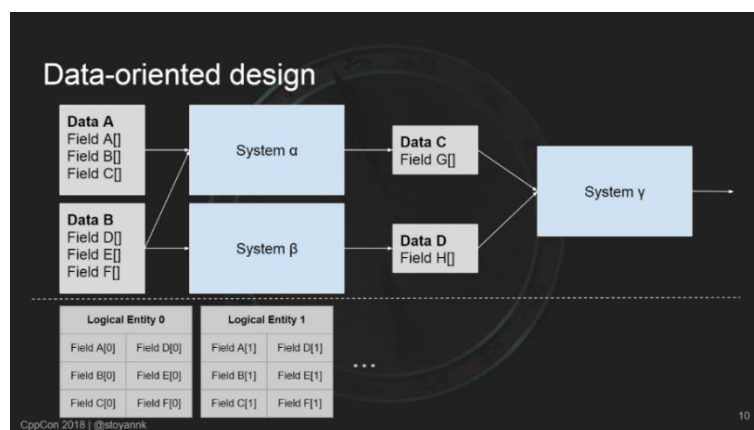 Data-oriented design
Data A
Field A[]
Field B[]
Field C[]
System α
Data C
Field G[]
System γ
Data B
Field D[]
Field E[]
Field F[]
System β
Data D
Field H[]
Logical Entity 0
Field A[0] Field D[0]
Field B[0] Field E[0]
Field C[0] Field F[0]
Logical Entity 1
Field A[1] Field D[1]
Field B[1] Field E[1]
Field C[1] Field F[1]
...
CppCon 2018 | @stoyannk
10